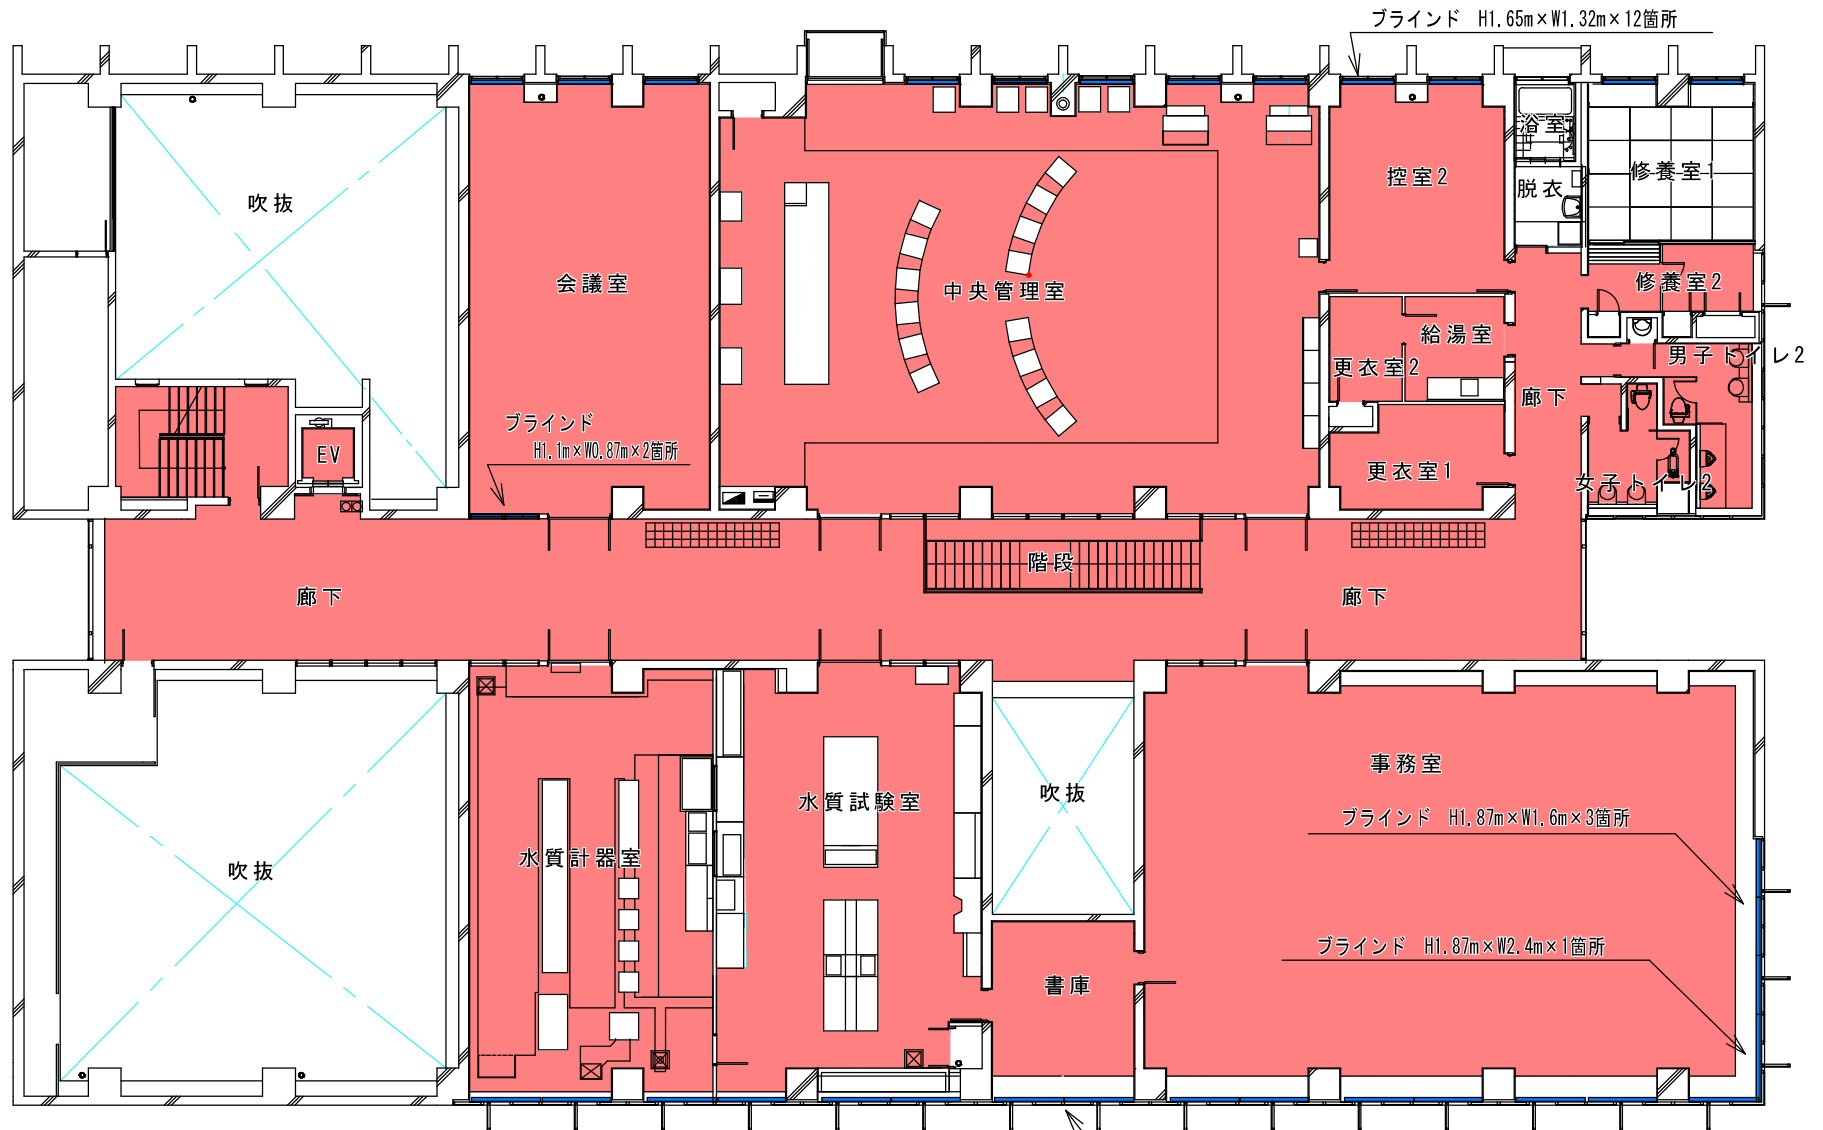 ブラインド H1.65m×W1.32m×12箇所
浴室
修養室1
控室2
脱衣
吹抜
会議室
中央管理室
修養室2
給湯室
男子トイレ2
更衣室2
廊下
ブラインド
H1.1m×W0.87m×2箇所
EV
更衣室1
女子トイレ2
階段
廊下
廊下
事務室
吹抜
水質試験室
ブラインド H1.87m×W1.6m×3箇所
水質計器室
吹抜
ブラインド H1.87m×W2.4m×1箇所
書庫